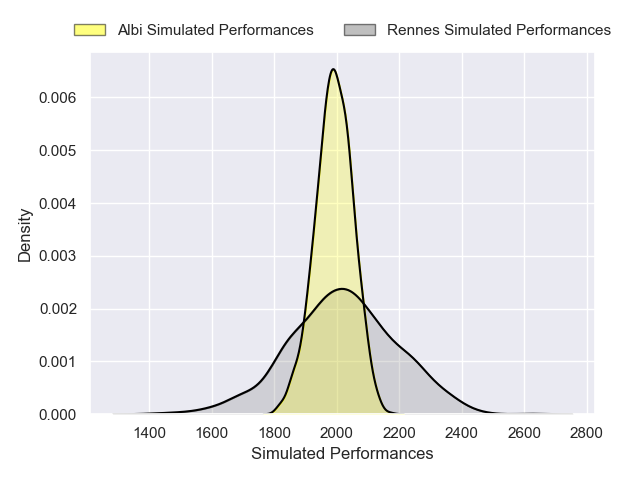 Albi Simulated Performances
Rennes Simulated Performances
0.006
0.005
0.004
0.003
0.002
0.001
0.000
Density
1400 1600 1800 2000 2200 2400 2600 2800
Simulated Performances